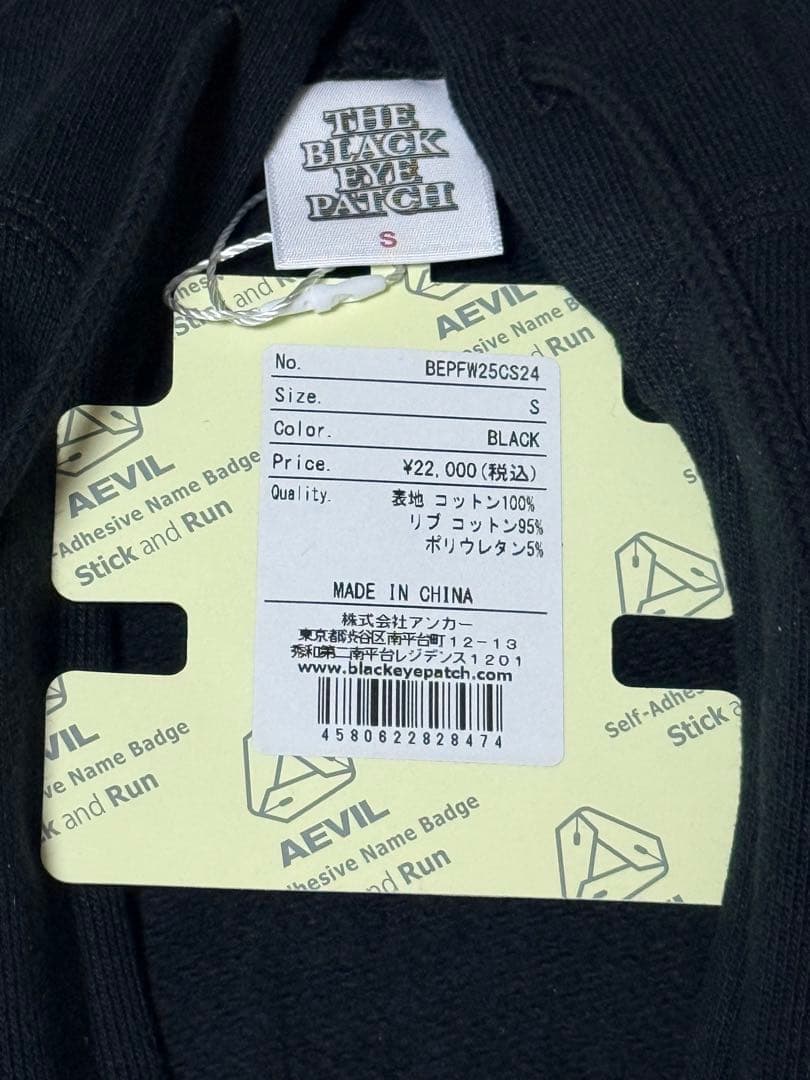 THE
BLACK
EYE
PATCH
S
Stick and
AEVIL
Name B
Run
No. BEPFW25CS24
Size. S
Color. BLACK
Price. ¥22,000(税込)
Quality. 表地 コットン100%
リブ コットン95%
ポリウレタン5%
MADE IN CHINA
株式会社アンカー
東京都渋谷区南平台町12-13
秀和第二南平台レジデンス1201
www.blackeyepatch.com
4580622828474
AEVIL
-Adhesive Name Badge
Stick and Run
Self-Adhe
Stick a
VIL
ve Name Badge
k and Run
AEVIL
hesive Name Badge
nd Run